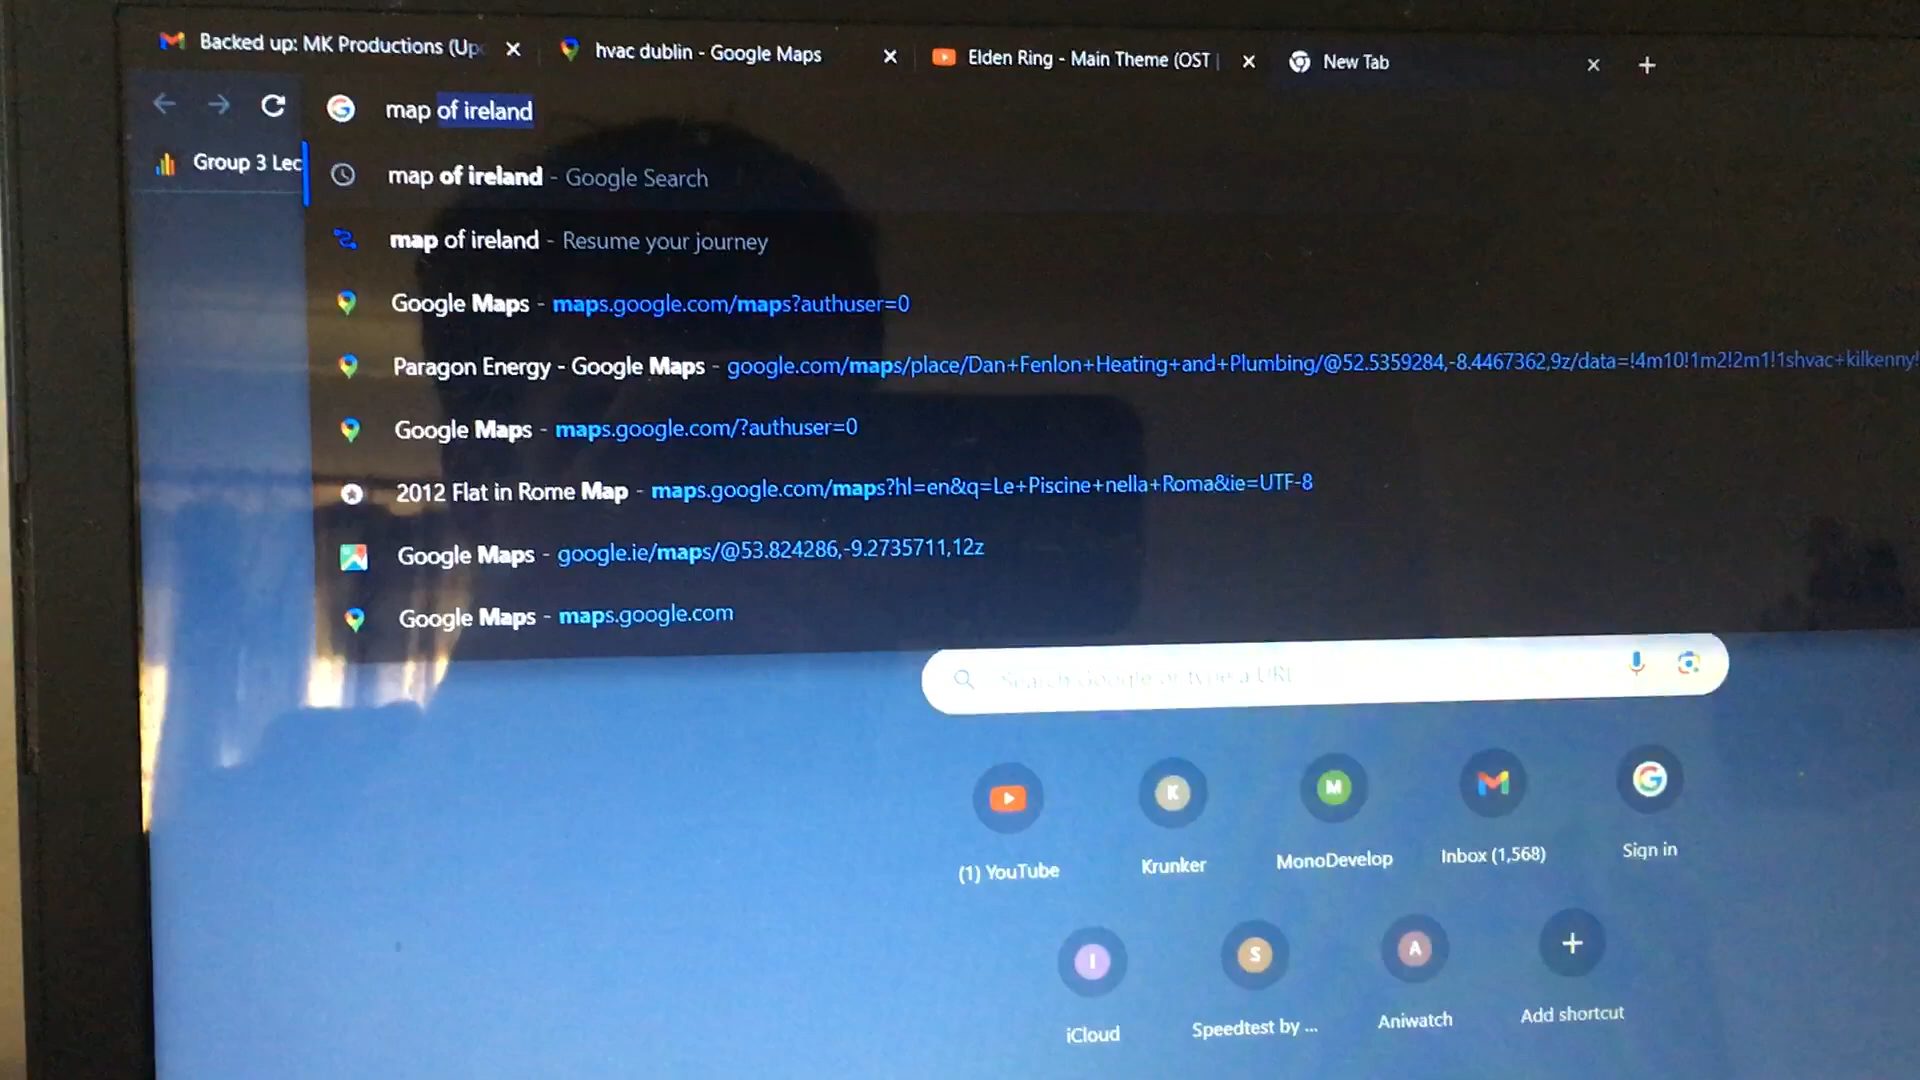 Backed up: MK Productions (Up
hvac dublin - Google Maps
Elden Ring - Main Theme (OST |
New Tab
map of ireland
Group 3 Lec
map of ireland - Google Search
map of ireland - Resume your journey
Google Maps - maps.google.com/maps?authuser=0
Paragon Energy - Google Maps - google.com/maps/place/Dan+Fenlon+Heating+and+Plumbing/@52.5359284,-8.4467362,9z/data=!4m10!1m2!2m1!1shvac+kilkenny!
Google Maps - maps.google.com/?authuser=0
2012 Flat in Rome Map - maps.google.com/maps?hl=en&q=Le+Piscine+nella+Roma&ie=UTF-8
Google Maps - google.ie/maps/@53.824286,-9.2735711,12z
Google Maps - maps.google.com
Search Google or type a URL
K
M
(1) YouTube
Krunker
MonoDevelop
Inbox (1,568)
Sign in
I
S
A
iCloud
Speedtest by ...
Aniwatch
Add shortcut